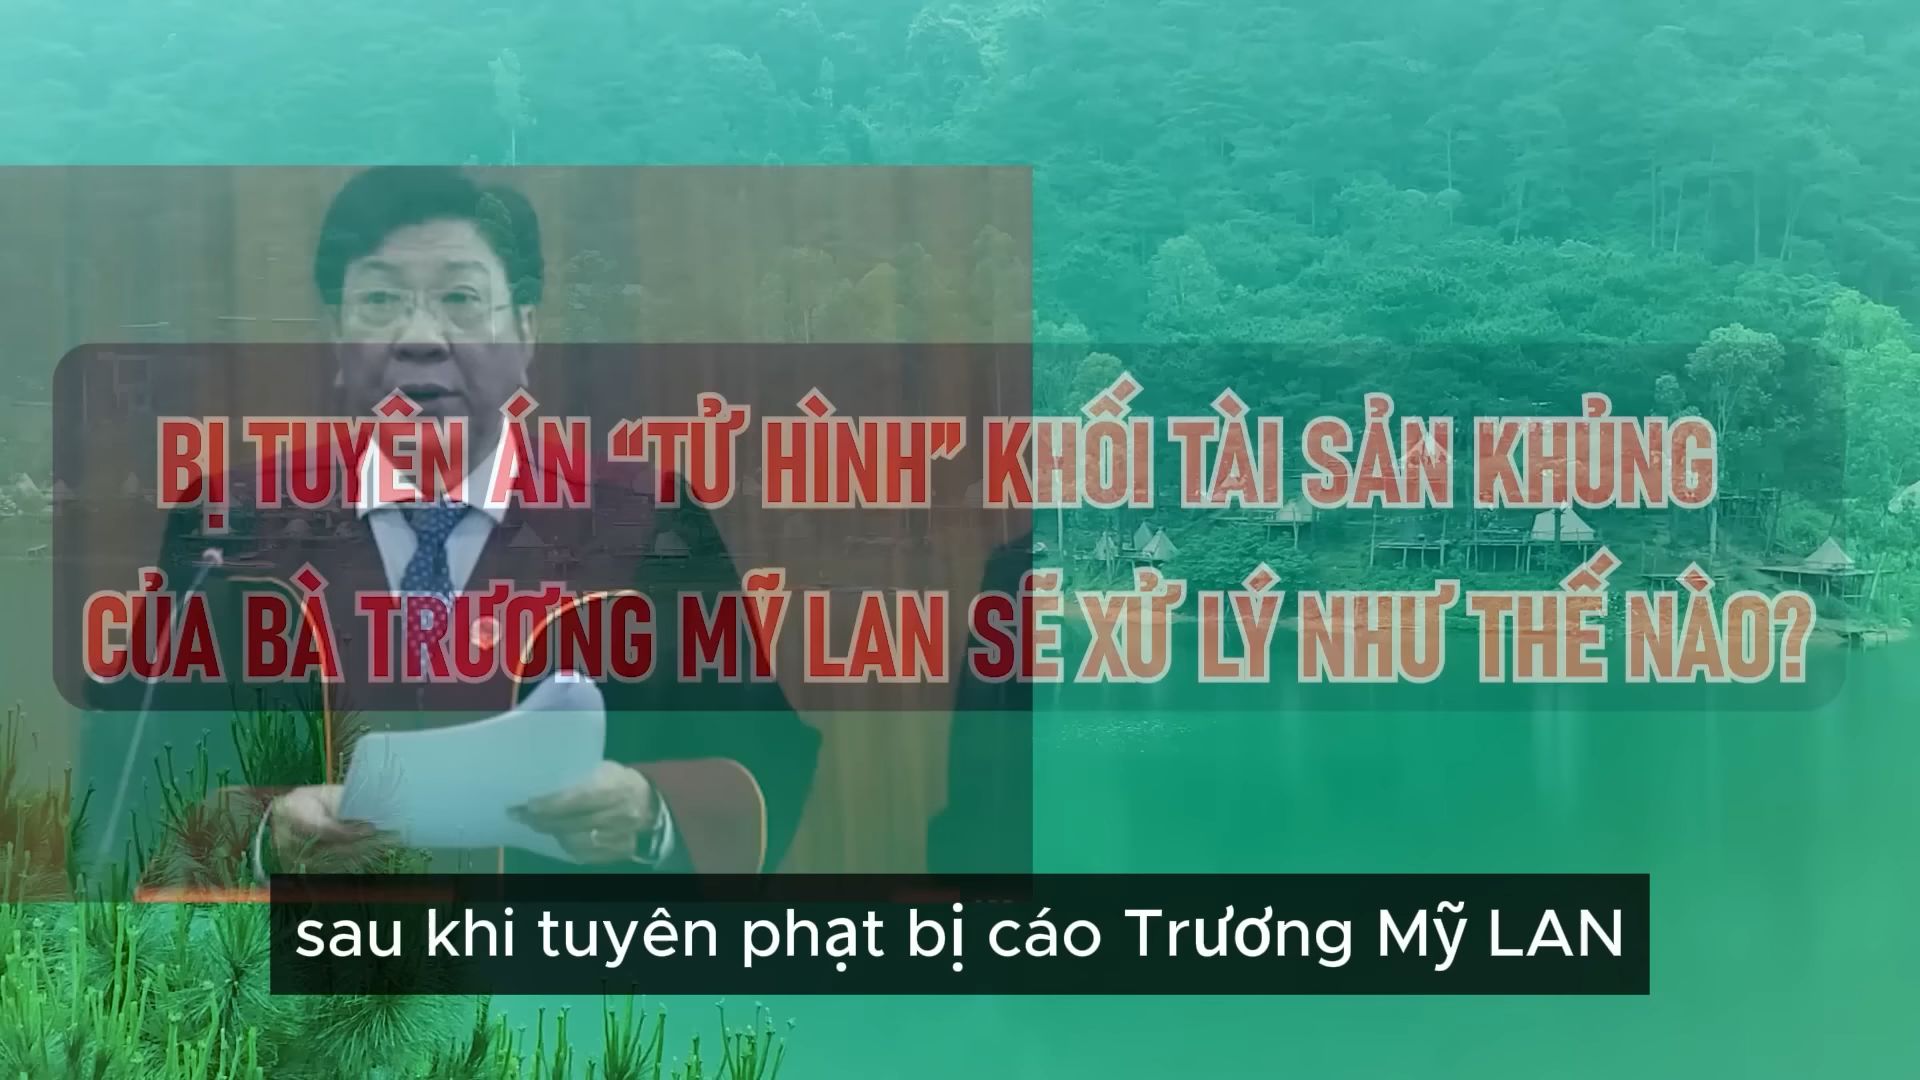 BỊ TUYÊN ÁN “TỬ HÌNH” KHỐI TÀI SẢN KHỦNG
CỦA BÀ TRƯƠNG MỸ LAN SẼ XỬ LÝ NHƯ THẾ NÀO?
sau khi tuyên phạt bị cáo Trương Mỹ LAN